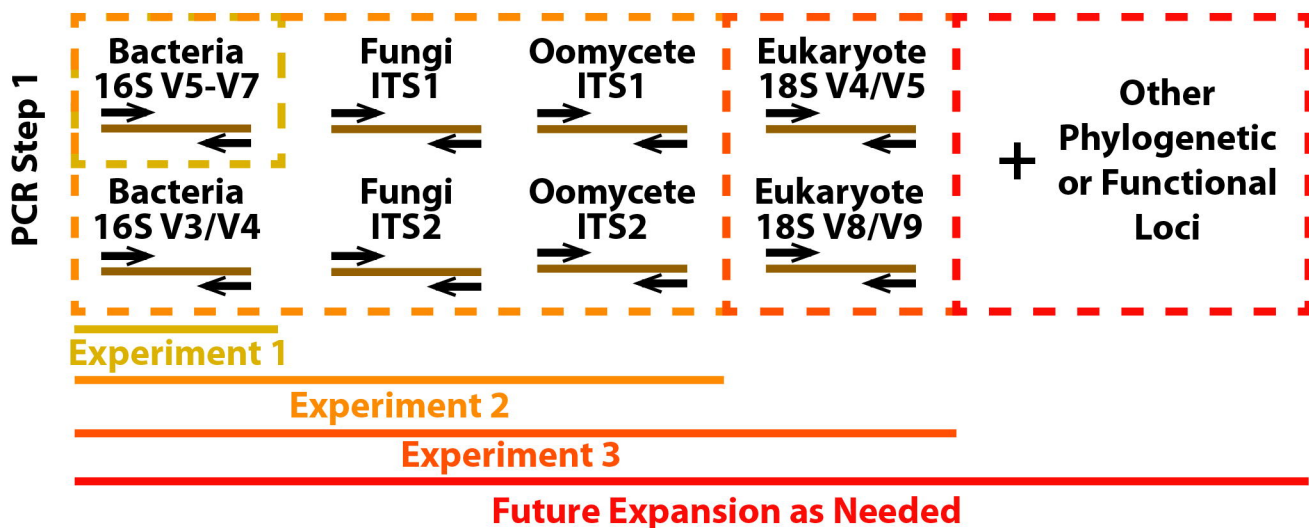 PCR Step 1
Bacteria
16S V5-V7
Fungi
ITS1
Oomycete
ITS1
Eukaryote
18S V4/V5
Bacteria
16S V3/V4
Fungi
ITS2
Oomycete
ITS2
Eukaryote
18S V8/V9
+
Other
Phylogenetic
or Functional
Loci
Experiment 1
Experiment 2
Experiment 3
Future Expansion as Needed